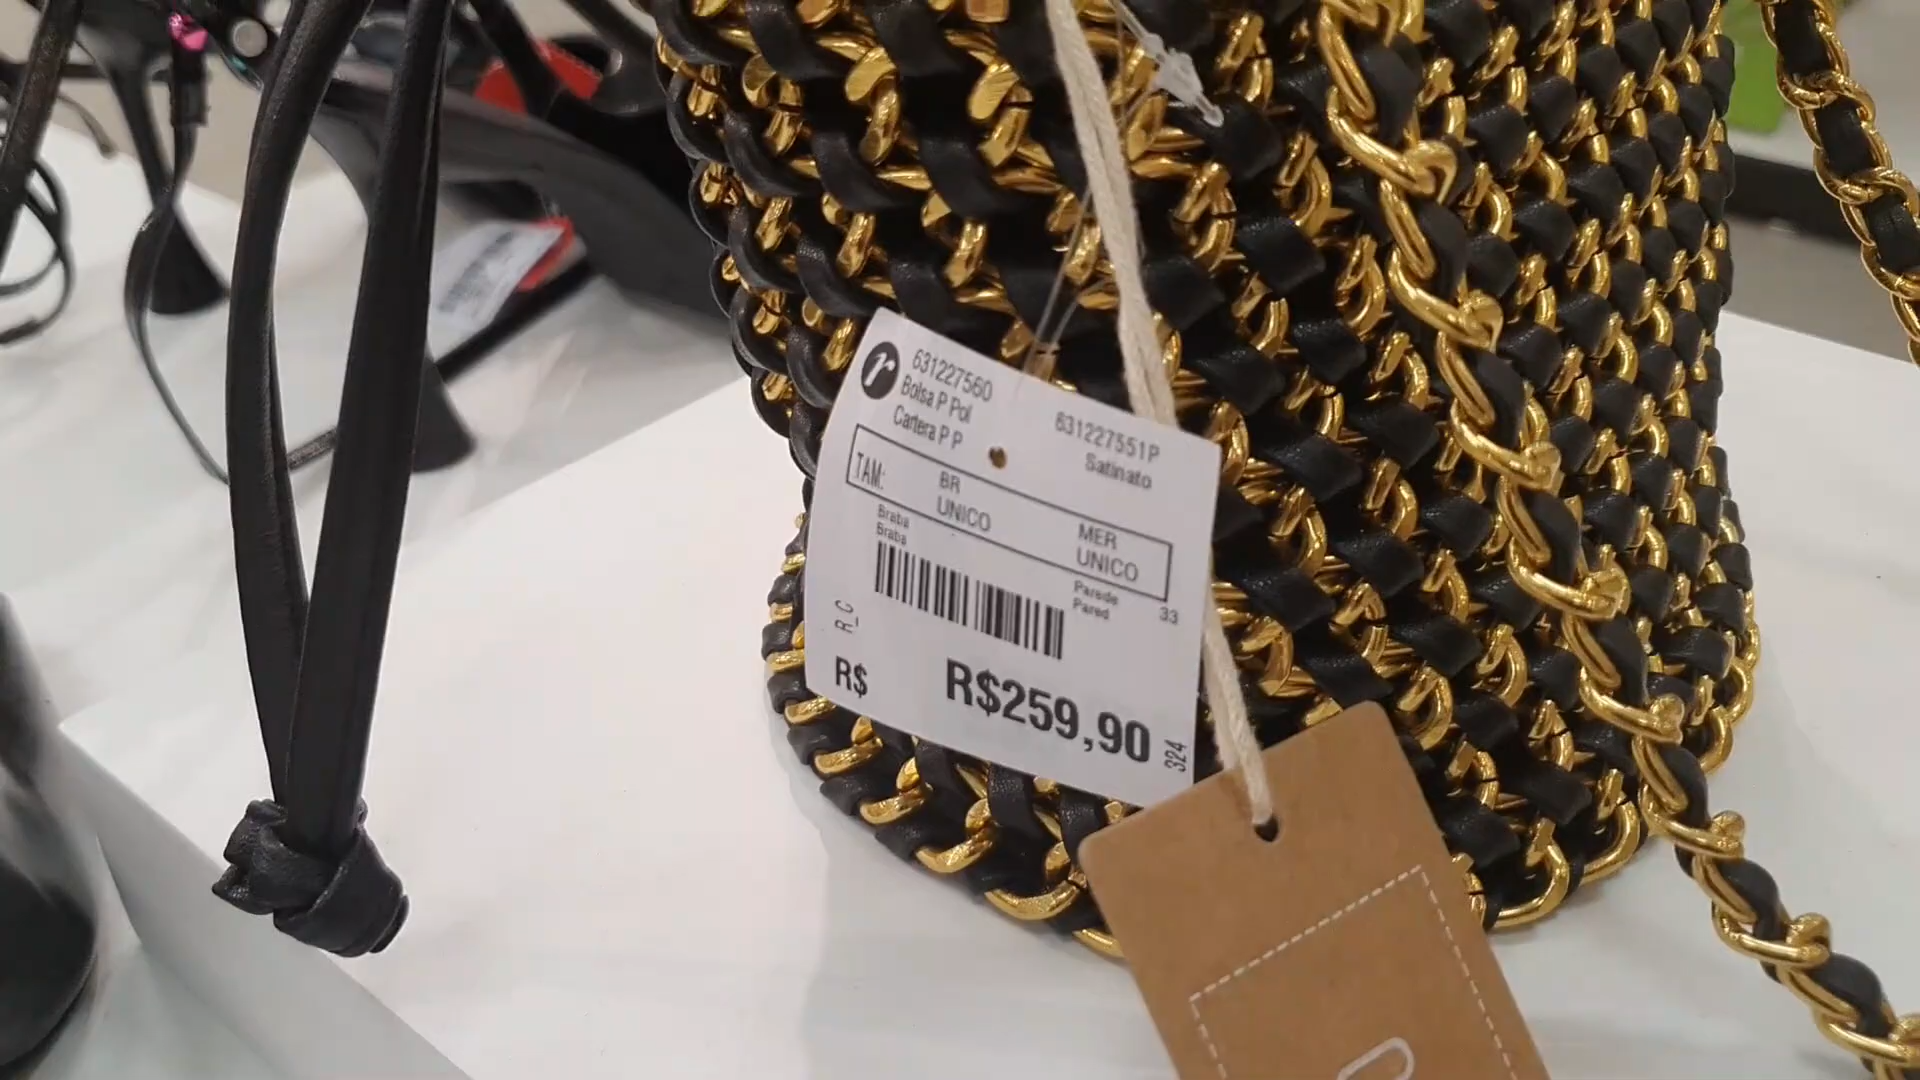 r
631227560
Bolsa P Pol
Cartera P P
631227551P
Satinato
TAM:
BR
UNICO
MER
UNICO
Braba
Braba
Parede
Pared
33
R_C
R$
R$259,90
324